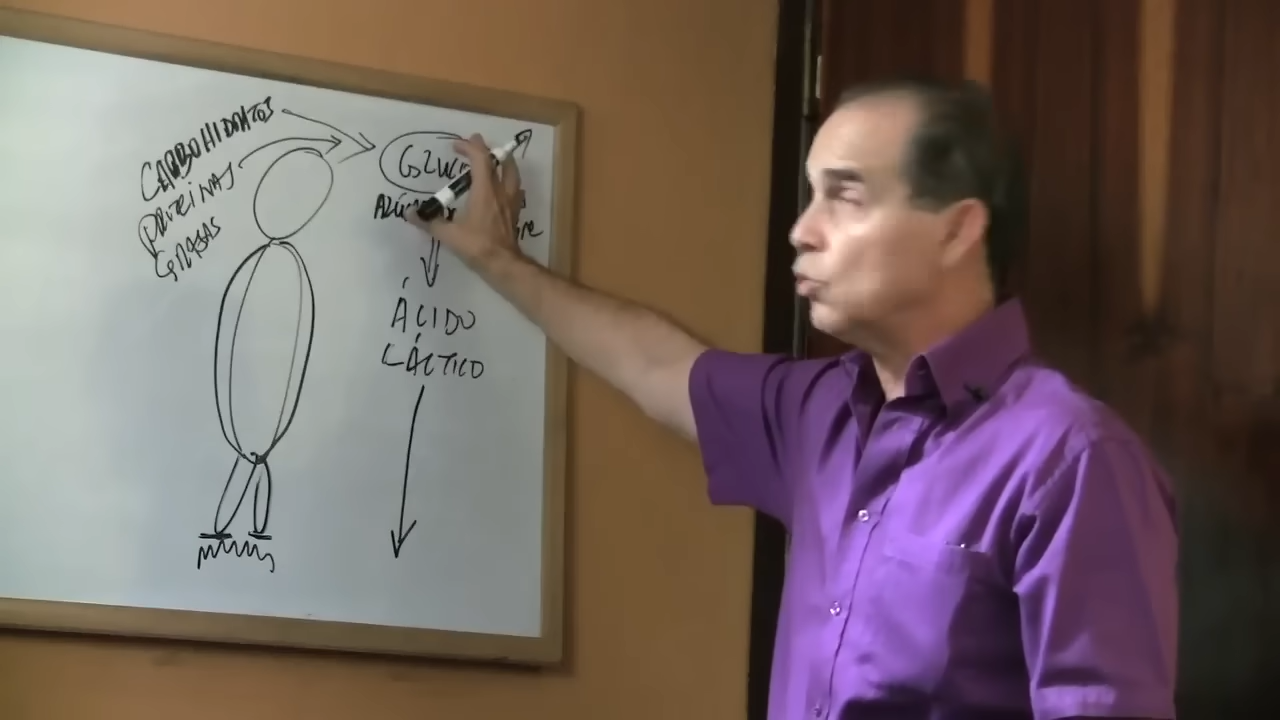 CARBOHIDRATOS
PROTEINAS
GRASAS
ÁCIDO
LÁCTICO